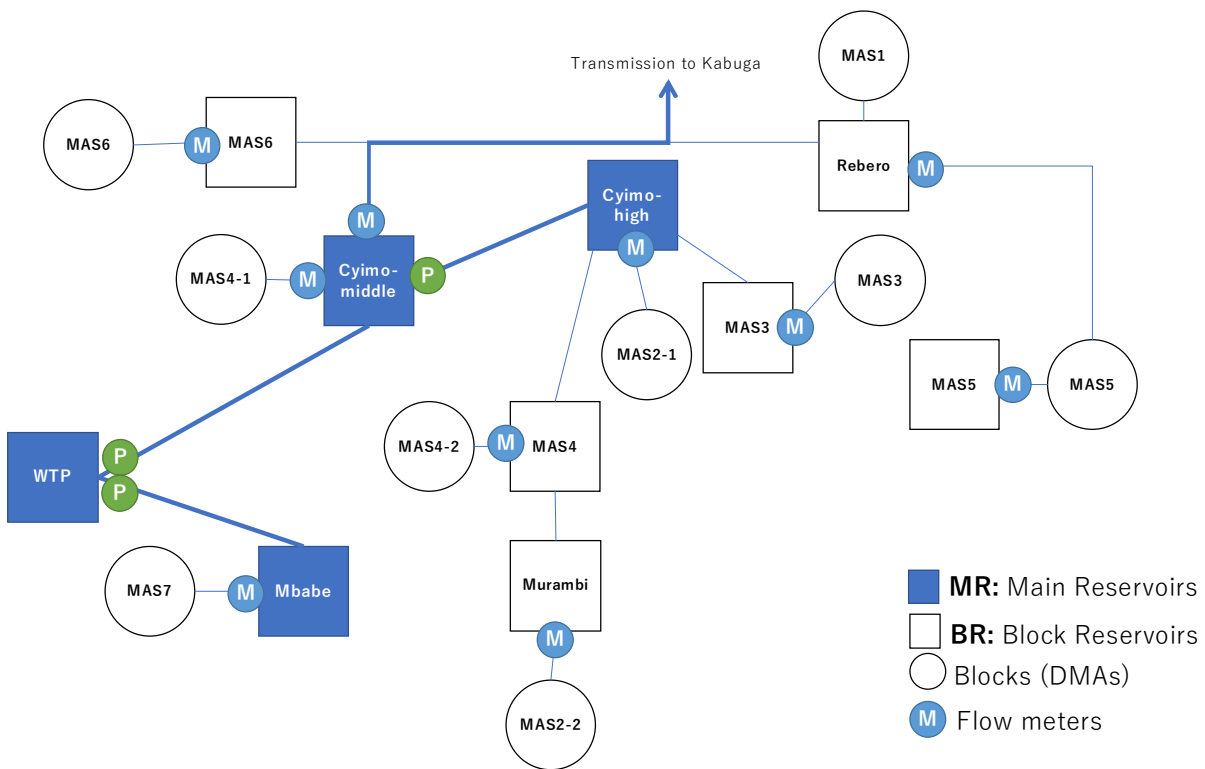 MAS1
Transmission to Kabuga
MAS6
M
MAS6
Rebero
M
Cyimo-
high
M
M
Cyimo-
middle
P
MAS4-1
M
MAS3
MAS3
M
MAS2-1
MAS5
M
MAS5
MAS4-2
M
MAS4
WTP
P
P
MAS7
M
Mbabe
Murambi
M
MAS2-2
MR: Main Reservoirs
BR: Block Reservoirs
Blocks (DMAs)
M Flow meters